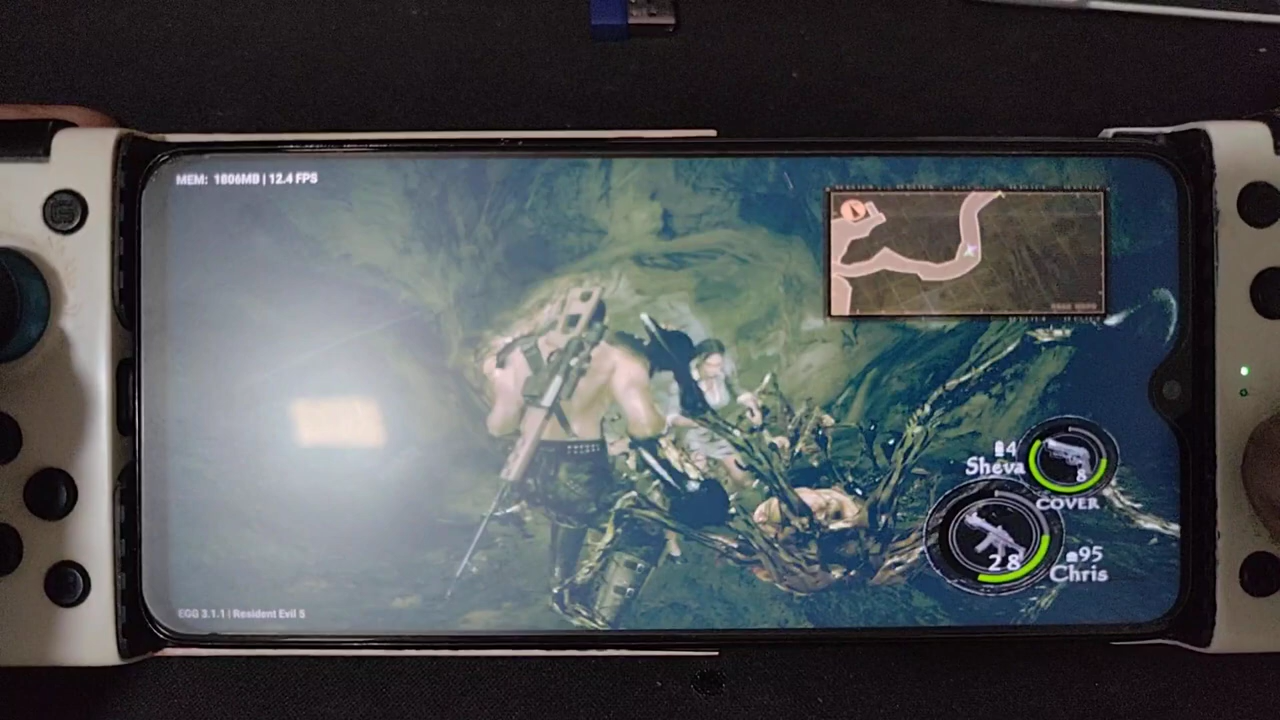 MEM: 1806MB | 12.4 FPS
4
Sheva
8
COVER
28
95
Chris
EGG 3.1.1 | Resident Evil 5